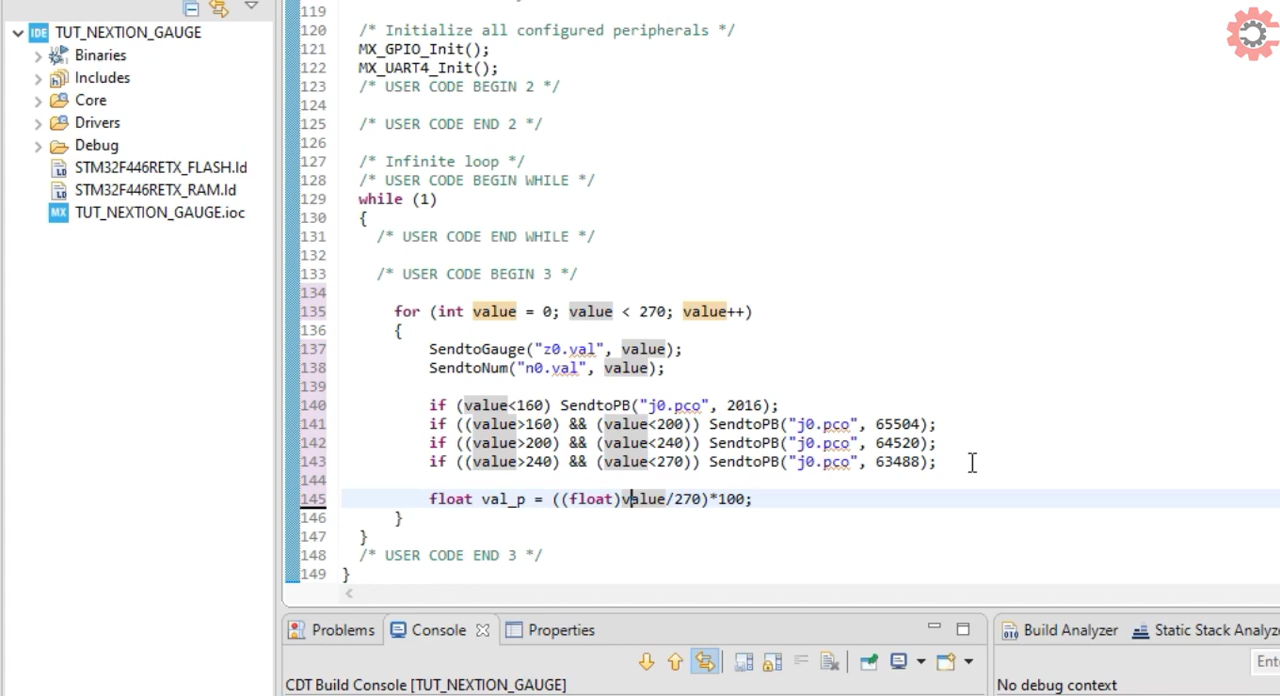 TUT_NEXTION_GAUGE
Binaries
Includes
Core
Drivers
Debug
STM32F446RETX_FLASH.ld
STM32F446RETX_RAM.ld
TUT_NEXTION_GAUGE.ioc
119
120 /* Initialize all configured peripherals */
121 MX_GPIO_Init();
122 MX_UART4_Init();
123 /* USER CODE BEGIN 2 */
124
125 /* USER CODE END 2 */
126
127 /* Infinite loop */
128 /* USER CODE BEGIN WHILE */
129 while (1)
130 {
131 /* USER CODE END WHILE */
132
133 /* USER CODE BEGIN 3 */
134
135 for (int value = 0; value < 270; value++)
136 {
137 SendtoGauge("z0.val", value);
138 SendtoNum("n0.val", value);
139
140 if (value<160) SendtoPB("j0.pco", 2016);
141 if ((value>160) && (value<200)) SendtoPB("j0.pco", 65504);
142 if ((value>200) && (value<240)) SendtoPB("j0.pco", 64520);
143 if ((value>240) && (value<270)) SendtoPB("j0.pco", 63488);
144
145 float val_p = ((float)value/270)*100;
146 }
147 }
148 /* USER CODE END 3 */
149 }
Problems Console Properties
Build Analyzer Static Stack Analyz
Ente
CDT Build Console [TUT_NEXTION_GAUGE]
No debug context